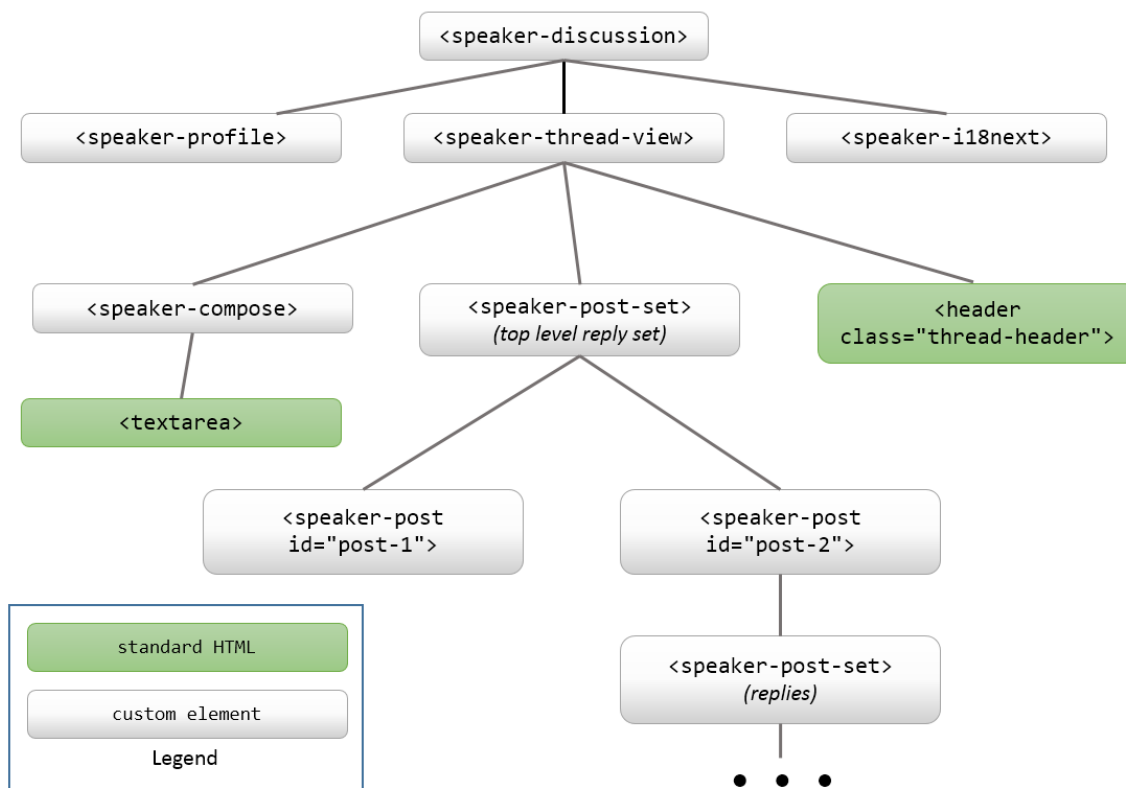 <speaker-discussion>
<speaker-profile>
<speaker-thread-view>
<speaker-i18next>
<speaker-compose>
<speaker-post-set>
(top level reply set)
<header
class="thread-header">
<textarea>
<speaker-post
id="post-1">
<speaker-post
id="post-2">
<speaker-post-set>
(replies)
standard HTML
custom element
Legend